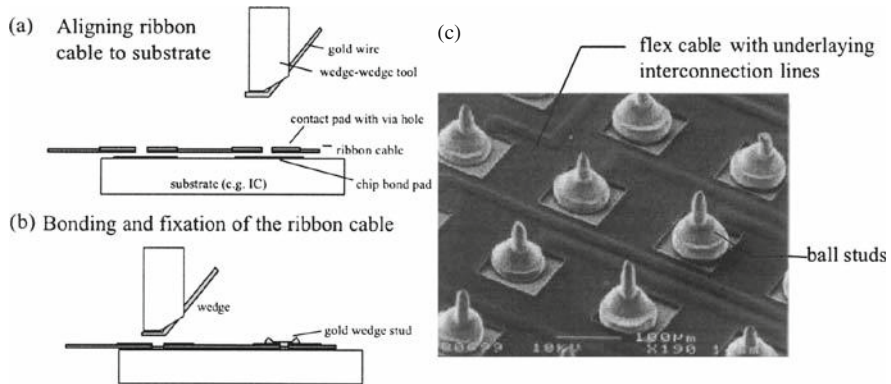 (a)
Aligning ribbon
cable to substrate
gold wire
wedge-wedge tool
contact pad with via hole
ribbon cable
substrate (e.g. IC)
chip bond pad
(b) Bonding and fixation of the ribbon cable
wedge
gold wedge stud
(c)
flex cable with underlaying
interconnection lines
ball studs
100µm
10KV
X190